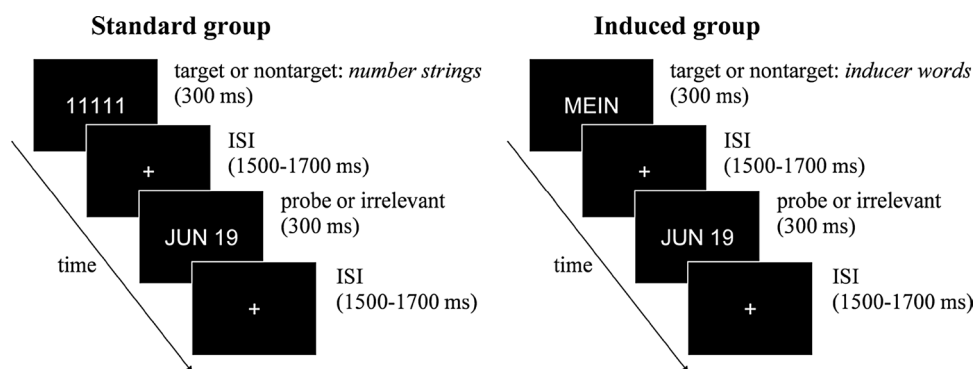 Standard group
11111
target or nontarget: number strings
(300 ms)
+
ISI
(1500-1700 ms)
JUN 19
probe or irrelevant
(300 ms)
+
ISI
(1500-1700 ms)
time
Induced group
MEIN
target or nontarget: inducer words
(300 ms)
+
ISI
(1500-1700 ms)
JUN 19
probe or irrelevant
(300 ms)
+
ISI
(1500-1700 ms)
time